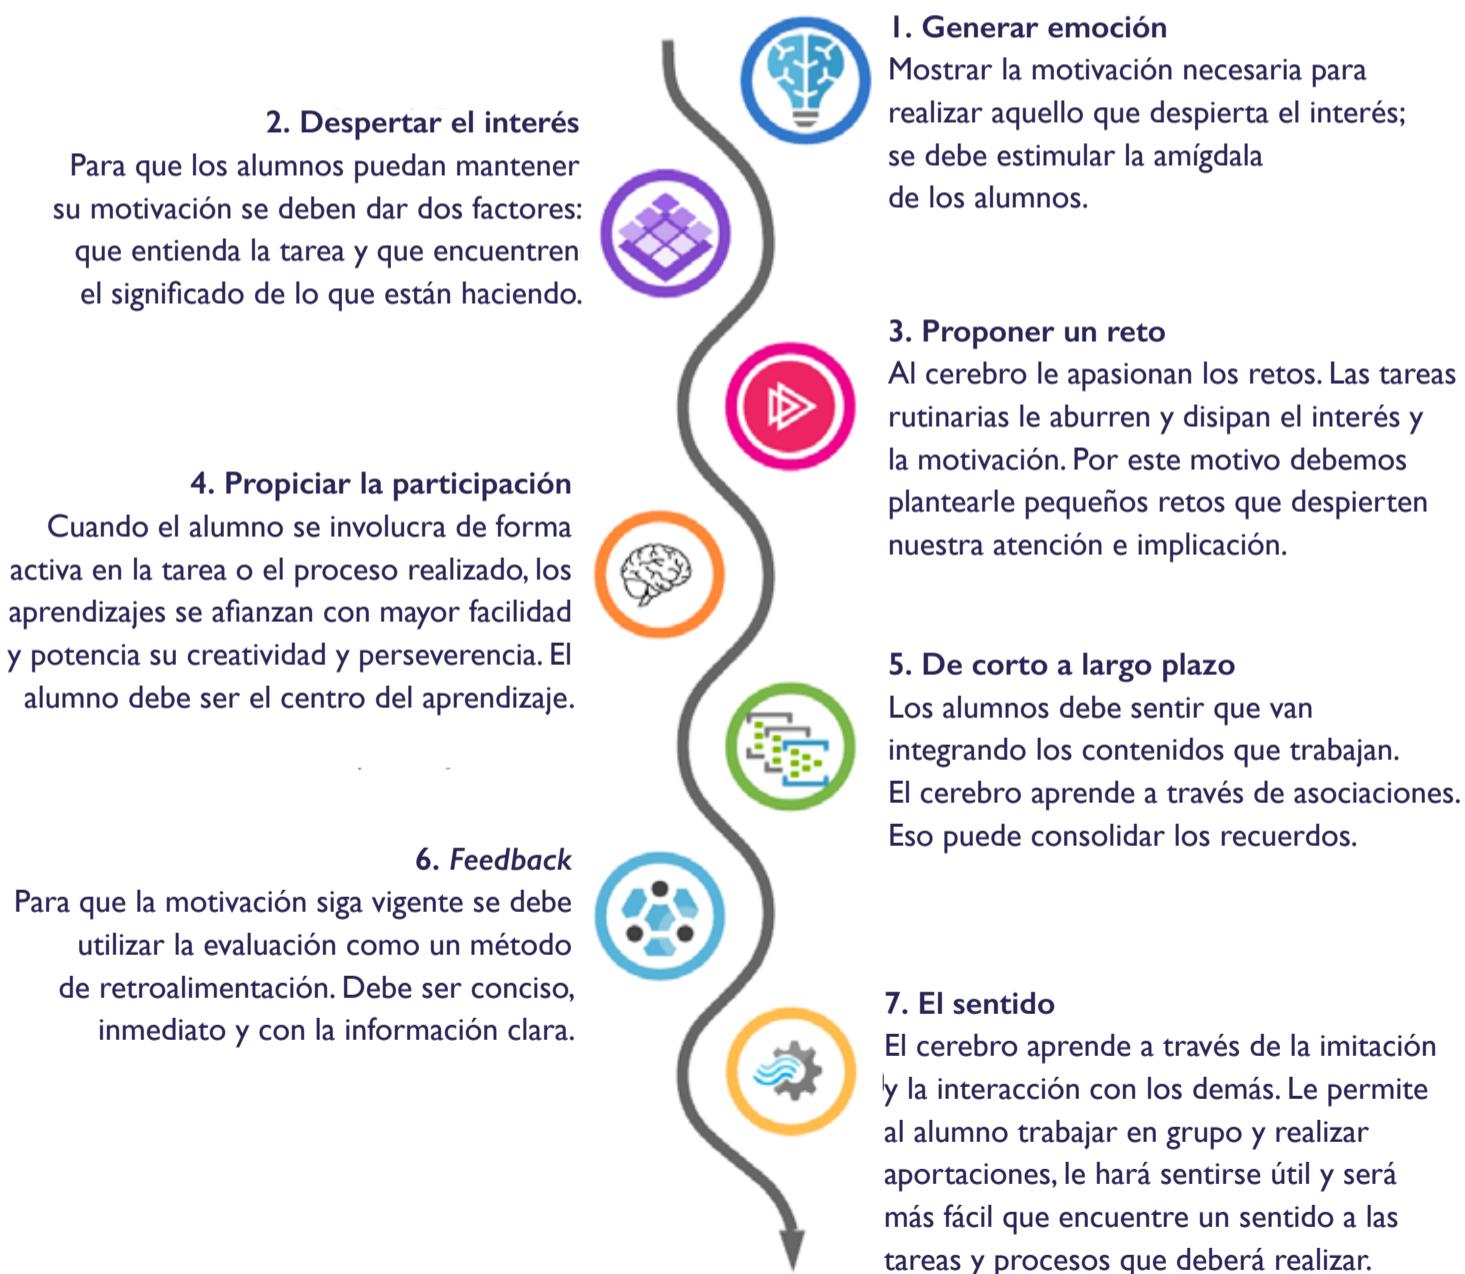 1. Generar emoción
Mostrar la motivación necesaria para
realizar aquello que despierta el interés;
se debe estimular la amígdala
de los alumnos.
2. Despertar el interés
Para que los alumnos puedan mantener
su motivación se deben dar dos factores:
que entienda la tarea y que encuentren
el significado de lo que están haciendo.
3. Proponer un reto
Al cerebro le apasionan los retos. Las tareas
rutinarias le aburren y disipan el interés y
la motivación. Por este motivo debemos
plantearle pequeños retos que despierten
nuestra atención e implicación.
4. Propiciar la participación
Cuando el alumno se involucra de forma
activa en la tarea o el proceso realizado, los
aprendizajes se afianzan con mayor facilidad
y potencia su creatividad y perseverencia. El
alumno debe ser el centro del aprendizaje.
5. De corto a largo plazo
Los alumnos debe sentir que van
integrando los contenidos que trabajan.
El cerebro aprende a través de asociaciones.
Eso puede consolidar los recuerdos.
6. Feedback
Para que la motivación siga vigente se debe
utilizar la evaluación como un método
de retroalimentación. Debe ser conciso,
inmediato y con la información clara.
7. El sentido
El cerebro aprende a través de la imitación
y la interacción con los demás. Le permite
al alumno trabajar en grupo y realizar
aportaciones, le hará sentirse útil y será
más fácil que encuentre un sentido a las
tareas y procesos que deberá realizar.